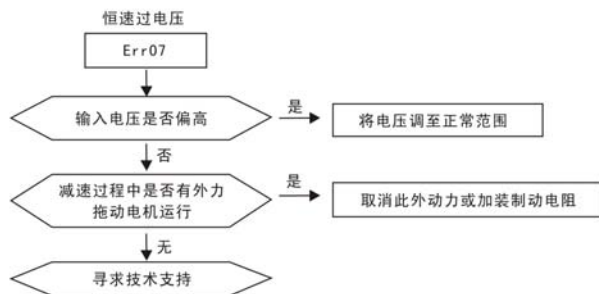 恒速过电压
Err07
输入电压是否偏高
是
将电压调至正常范围
否
减速过程中是否有外力
拖动电机运行
是
取消此外动力或加装制动电阻
无
寻求技术支持